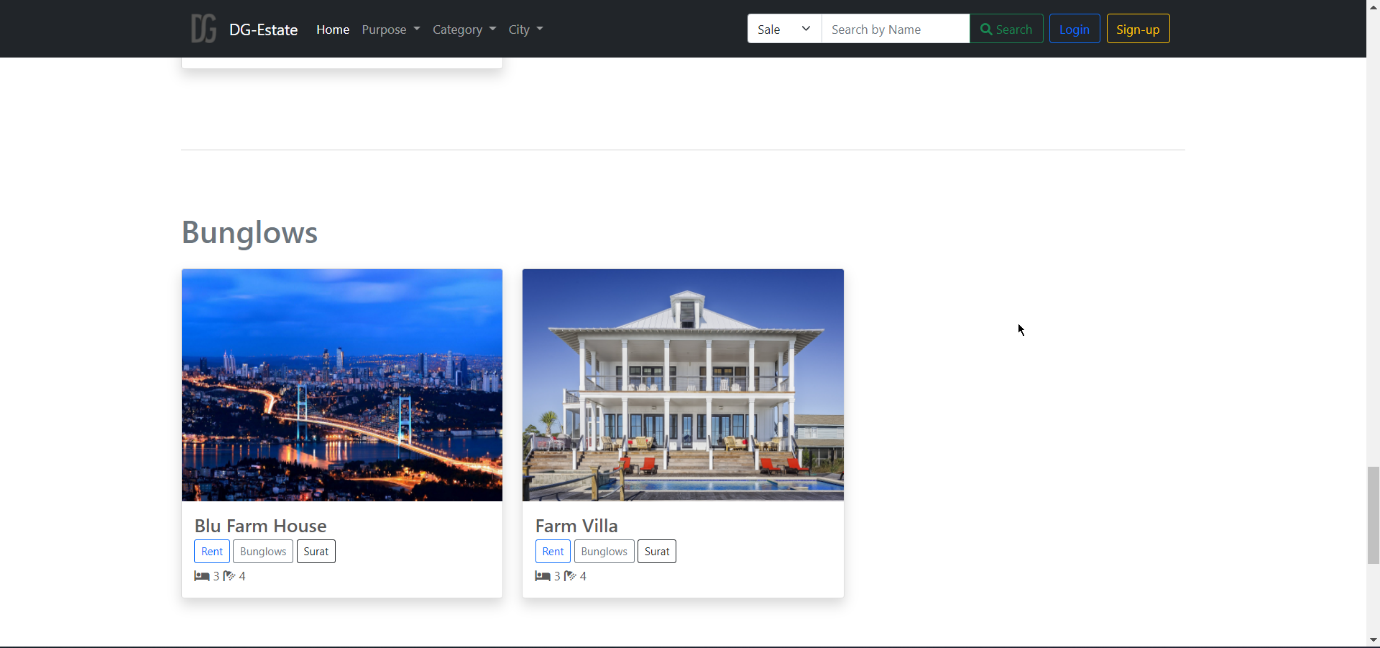 DG DG-Estate Home Purpose Category City Sale Search by Name Search Login Sign-up
Bunglows
Blu Farm House
Rent Bunglows Surat
3 4
Farm Villa
Rent Bunglows Surat
3 4